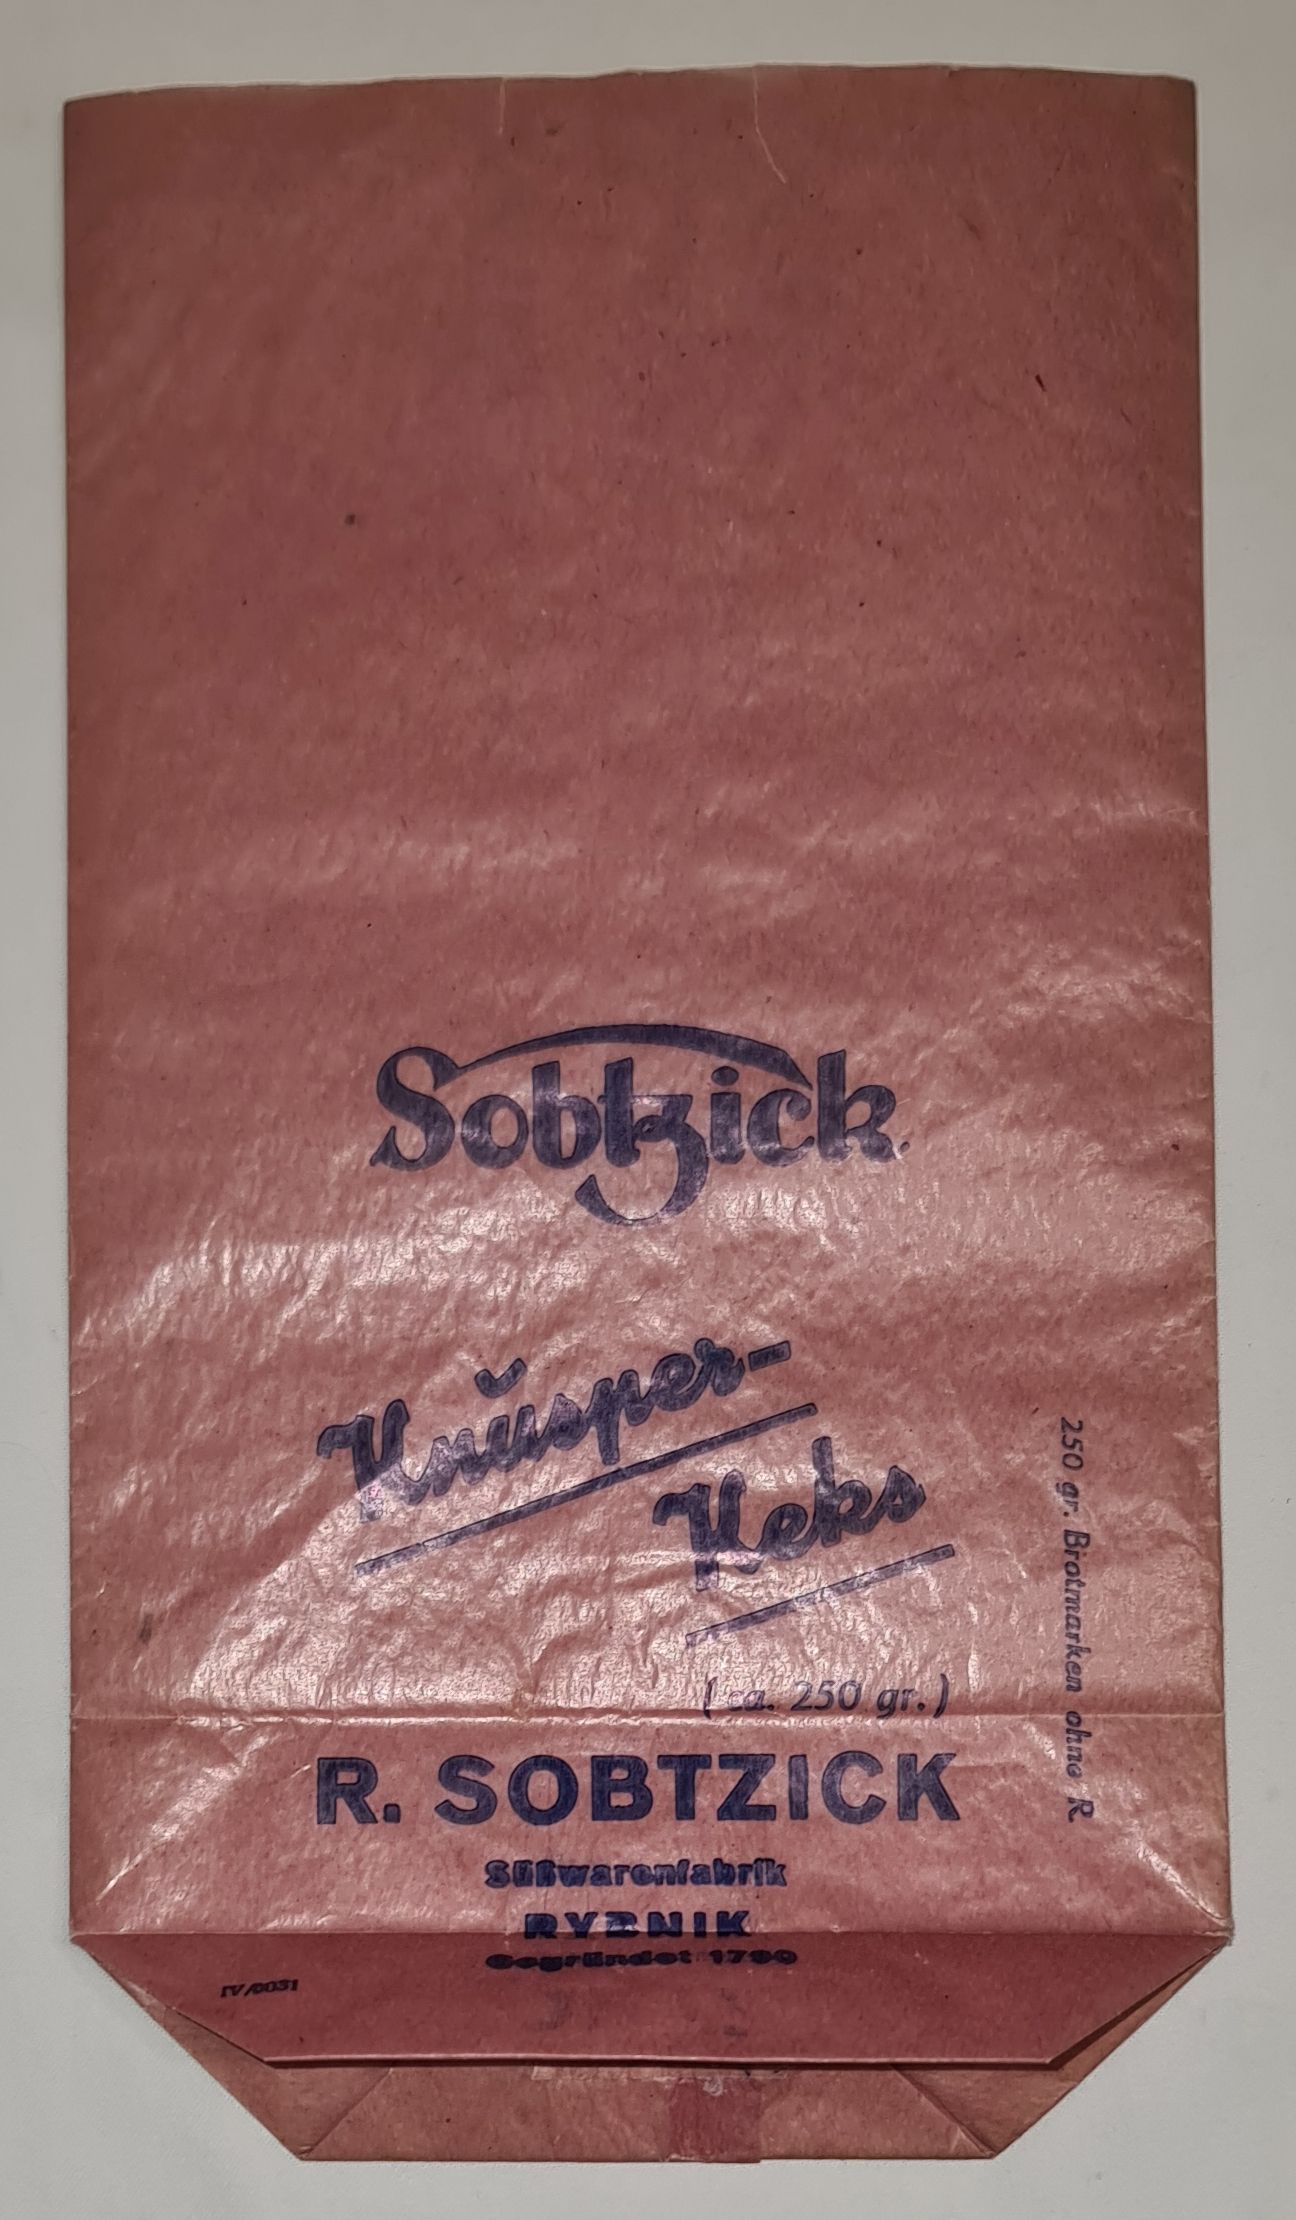 Sobtzick
Knusper-
Keks
(ca. 250 gr.)
250 gr. Brotmarken ohne R
R. SOBTZICK
Süßwarenfabrik
RYBNIK
Gegründet 1790
IV/0031